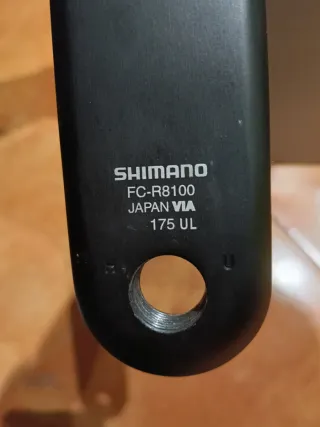 SHIMANO
FC-R8100
JAPAN VIA
175 UL